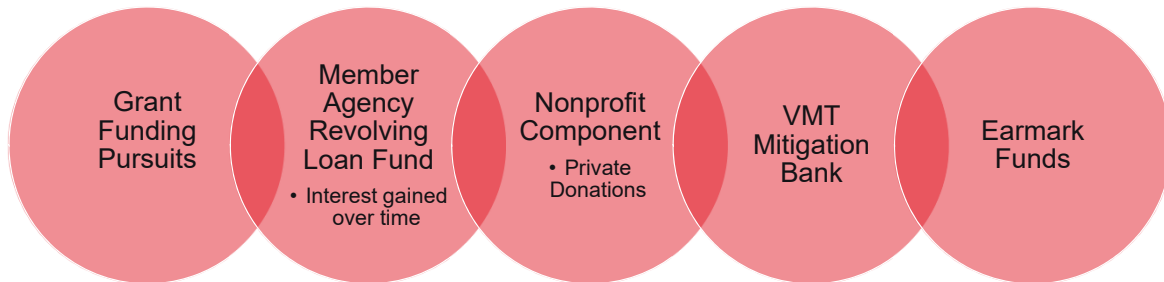 Grant
Funding
Pursuits
Member
Agency
Revolving
Loan Fund
• Interest gained
over time
Nonprofit
Component
• Private
Donations
VMT
Mitigation
Bank
Earmark
Funds